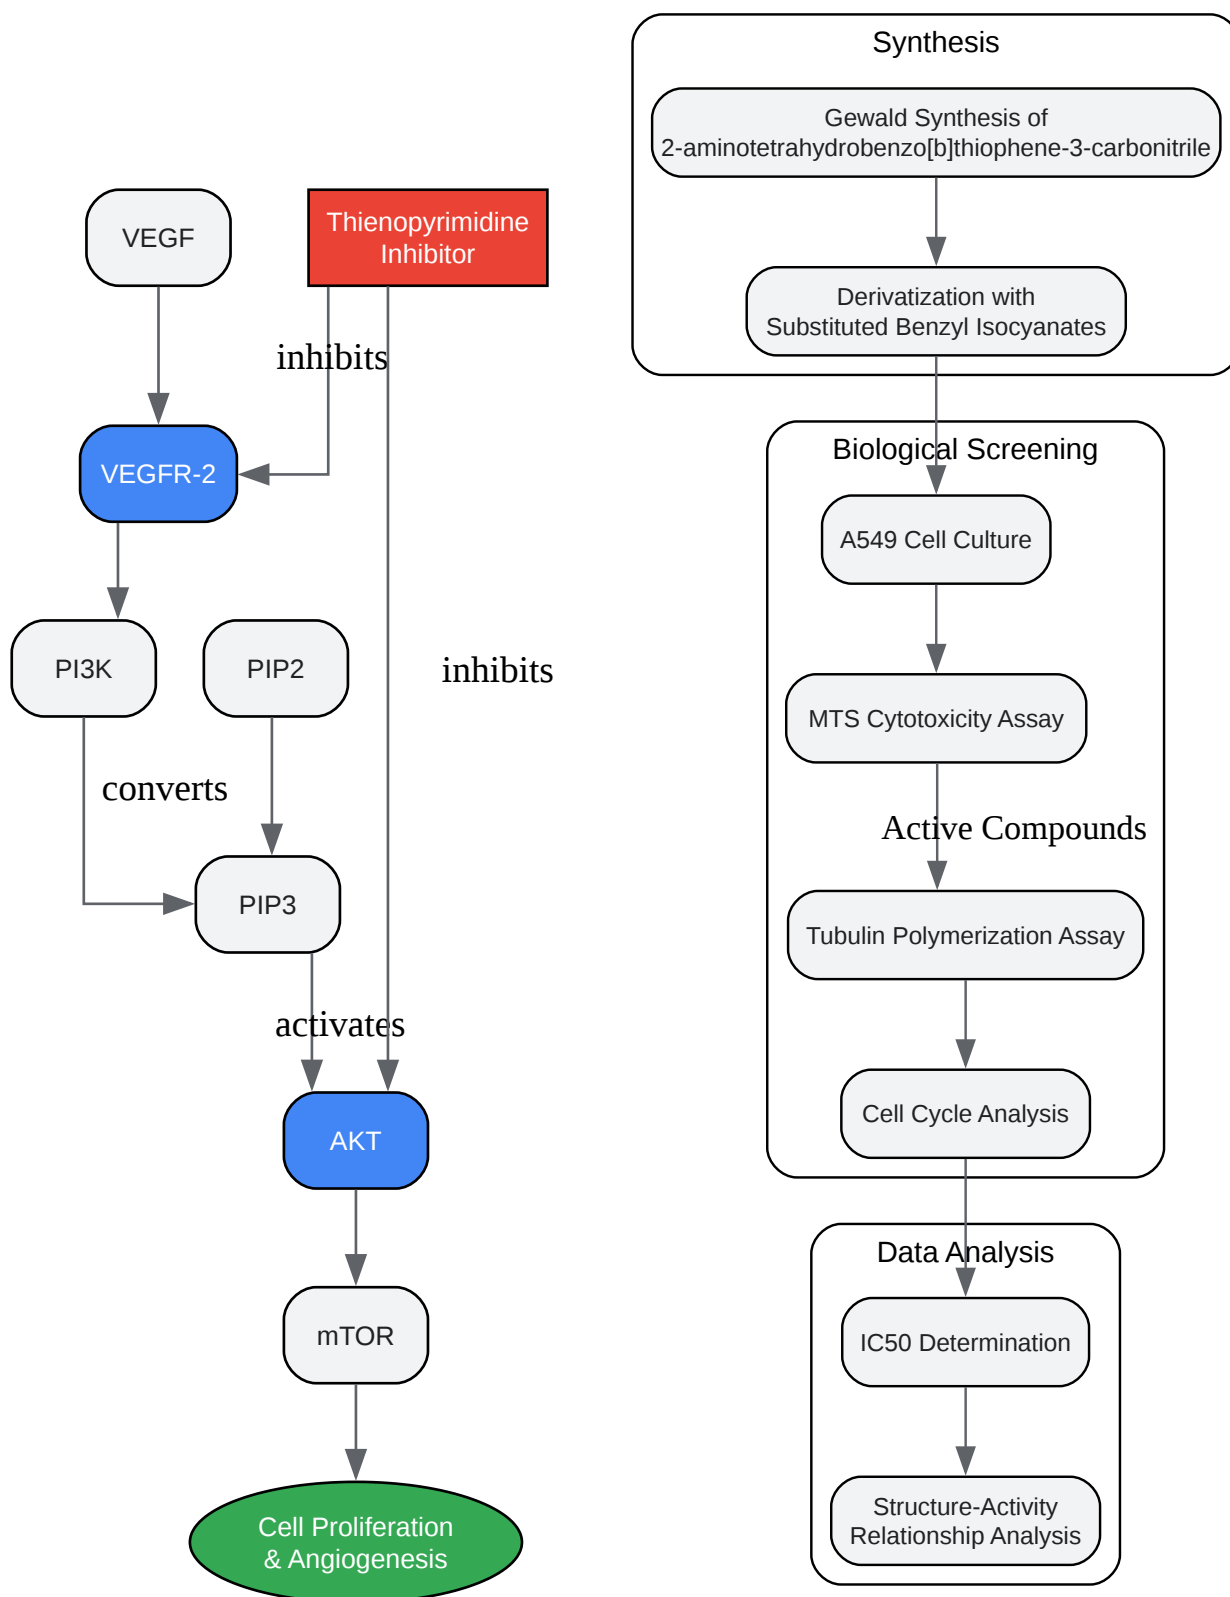 VEGF
Thienopyrimidine
Inhibitor
inhibits
VEGFR-2
PI3K
PIP2
inhibits
converts
PIP3
activates
AKT
mTOR
Cell Proliferation
& Angiogenesis
Synthesis
Gewald Synthesis of
2-aminotetrahydrobenzo[b]thiophene-3-carbonitrile
Derivatization with
Substituted Benzyl Isocyanates
Biological Screening
A549 Cell Culture
MTS Cytotoxicity Assay
Active Compounds
Tubulin Polymerization Assay
Cell Cycle Analysis
Data Analysis
IC50 Determination
Structure-Activity
Relationship Analysis